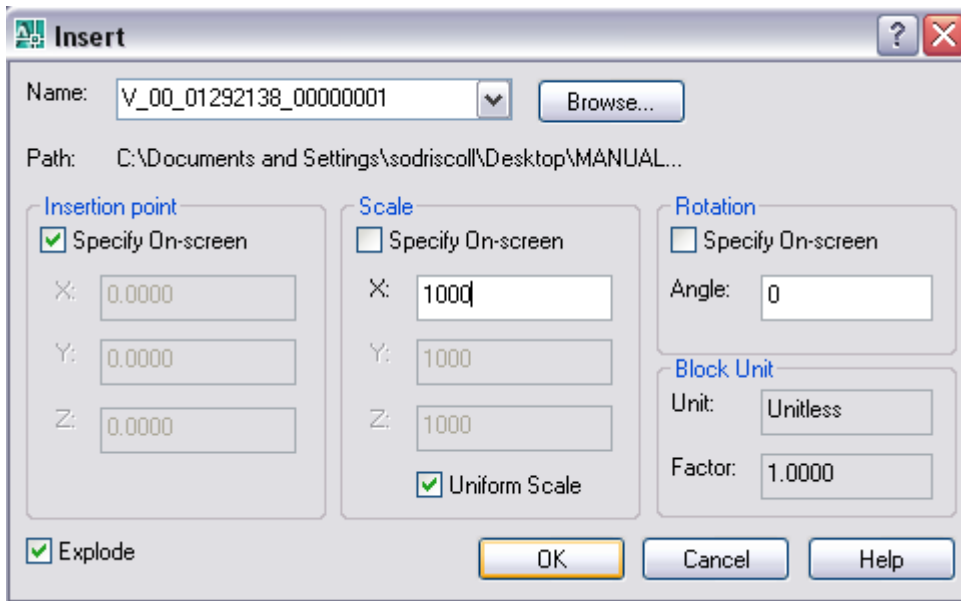 Insert
Name: V_00_01292138_00000001 Browse...
Path: C:\Documents and Settings\sodriscoll\Desktop\MANUAL...
Insertion point
Specify On-screen
X: 0.0000
Y: 0.0000
Z: 0.0000
Scale
Specify On-screen
X: 1000
Y: 1000
Z: 1000
Uniform Scale
Rotation
Specify On-screen
Angle: 0
Block Unit
Unit: Unitless
Factor: 1.0000
Explode
OK Cancel Help